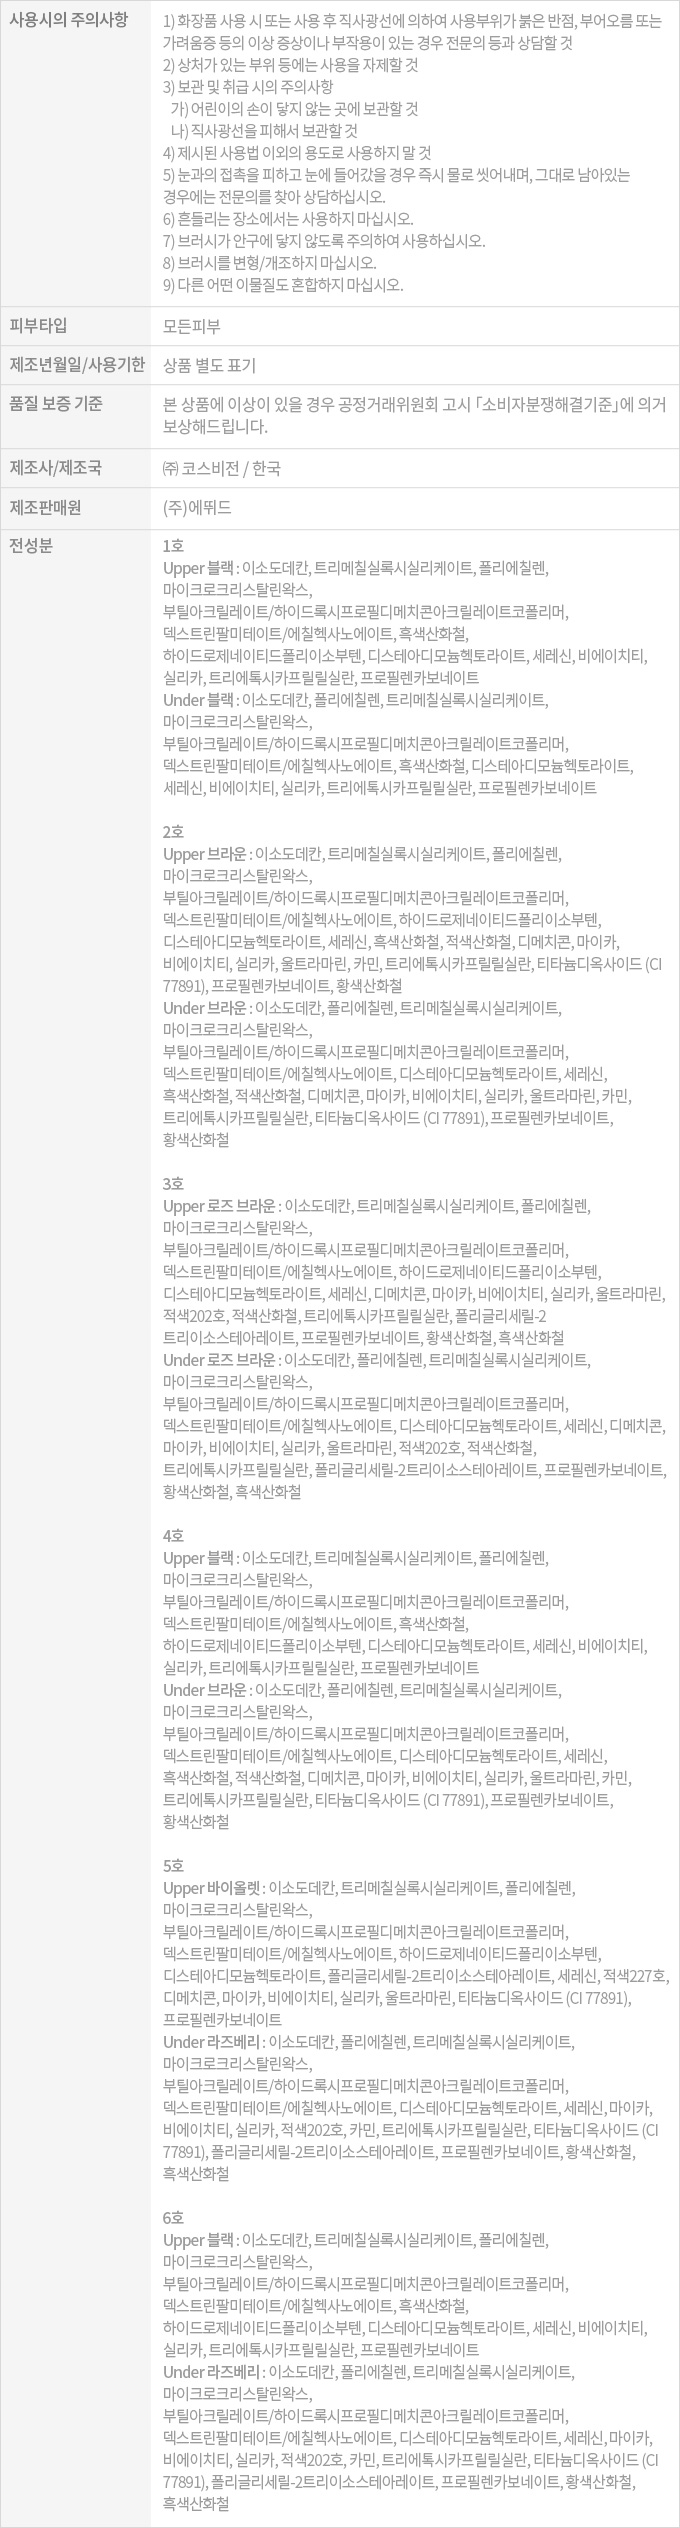 사용시의 주의사항
1) 화장품 사용 시 또는 사용 후 직사광선에 의하여 사용부위가 붉은 반점, 부어오름 또는
가려움증 등의 이상 증상이나 부작용이 있는 경우 전문의 등과 상담할 것
2) 상처가 있는 부위 등에는 사용을 자제할 것
3) 보관 및 취급 시의 주의사항
가) 어린이의 손이 닿지 않는 곳에 보관할 것
나) 직사광선을 피해서 보관할 것
4) 제시된 사용법 이외의 용도로 사용하지 말 것
5) 눈과의 접촉을 피하고 눈에 들어갔을 경우 즉시 물로 씻어내며, 그대로 남아있는
경우에는 전문의를 찾아 상담하십시오.
6) 흔들리는 장소에서는 사용하지 마십시오.
7) 브러시가 안구에 닿지 않도록 주의하여 사용하십시오.
8) 브러시를 변형/개조하지 마십시오.
9) 다른 어떤 이물질도 혼합하지 마십시오.
피부타입
모든피부
제조년월일/사용기한
상품 별도 표기
품질 보증 기준
본 상품에 이상이 있을 경우 공정거래위원회 고시 「소비자분쟁해결기준」에 의거
보상해드립니다.
제조사/제조국
㈜ 코스비전 / 한국
제조판매원
(주)에뛰드
전성분
1호
Upper 블랙 : 이소도데칸, 트리메칠실록시실리케이트, 폴리에칠렌,
마이크로크리스탈린왁스,
부틸아크릴레이트/하이드록시프로필디메치콘아크릴레이트코폴리머,
덱스트린팔미테이트/에칠헥사노에이트, 흑색산화철,
하이드로제네이티드폴리이소부텐, 디스테아디모늄헥토라이트, 세레신, 비에이치티,
실리카, 트리에톡시카프릴릴실란, 프로필렌카보네이트
Under 블랙 : 이소도데칸, 폴리에칠렌, 트리메칠실록시실리케이트,
마이크로크리스탈린왁스,
부틸아크릴레이트/하이드록시프로필디메치콘아크릴레이트코폴리머,
덱스트린팔미테이트/에칠헥사노에이트, 흑색산화철, 디스테아디모늄헥토라이트,
세레신, 비에이치티, 실리카, 트리에톡시카프릴릴실란, 프로필렌카보네이트
2호
Upper 브라운 : 이소도데칸, 트리메칠실록시실리케이트, 폴리에칠렌,
마이크로크리스탈린왁스,
부틸아크릴레이트/하이드록시프로필디메치콘아크릴레이트코폴리머,
덱스트린팔미테이트/에칠헥사노에이트, 하이드로제네이티드폴리이소부텐,
디스테아디모늄헥토라이트, 세레신, 흑색산화철, 적색산화철, 디메치콘, 마이카,
비에이치티, 실리카, 울트라마린, 카민, 트리에톡시카프릴릴실란, 티타늄디옥사이드 (CI
77891), 프로필렌카보네이트, 황색산화철
Under 브라운 : 이소도데칸, 폴리에칠렌, 트리메칠실록시실리케이트,
마이크로크리스탈린왁스,
부틸아크릴레이트/하이드록시프로필디메치콘아크릴레이트코폴리머,
덱스트린팔미테이트/에칠헥사노에이트, 디스테아디모늄헥토라이트, 세레신,
흑색산화철, 적색산화철, 디메치콘, 마이카, 비에이치티, 실리카, 울트라마린, 카민,
트리에톡시카프릴릴실란, 티타늄디옥사이드 (CI 77891), 프로필렌카보네이트,
황색산화철
3호
Upper 로즈 브라운 : 이소도데칸, 트리메칠실록시실리케이트, 폴리에칠렌,
마이크로크리스탈린왁스,
부틸아크릴레이트/하이드록시프로필디메치콘아크릴레이트코폴리머,
덱스트린팔미테이트/에칠헥사노에이트, 하이드로제네이티드폴리이소부텐,
디스테아디모늄헥토라이트, 세레신, 디메치콘, 마이카, 비에이치티, 실리카, 울트라마린,
적색202호, 적색산화철, 트리에톡시카프릴릴실란, 폴리글리세릴-2
트리이소스테아레이트, 프로필렌카보네이트, 황색산화철, 흑색산화철
Under 로즈 브라운 : 이소도데칸, 폴리에칠렌, 트리메칠실록시실리케이트,
마이크로크리스탈린왁스,
부틸아크릴레이트/하이드록시프로필디메치콘아크릴레이트코폴리머,
덱스트린팔미테이트/에칠헥사노에이트, 디스테아디모늄헥토라이트, 세레신, 디메치콘,
마이카, 비에이치티, 실리카, 울트라마린, 적색202호, 적색산화철,
트리에톡시카프릴릴실란, 폴리글리세릴-2트리이소스테아레이트, 프로필렌카보네이트,
황색산화철, 흑색산화철
4호
Upper 블랙 : 이소도데칸, 트리메칠실록시실리케이트, 폴리에칠렌,
마이크로크리스탈린왁스,
부틸아크릴레이트/하이드록시프로필디메치콘아크릴레이트코폴리머,
덱스트린팔미테이트/에칠헥사노에이트, 흑색산화철,
하이드로제네이티드폴리이소부텐, 디스테아디모늄헥토라이트, 세레신, 비에이치티,
실리카, 트리에톡시카프릴릴실란, 프로필렌카보네이트
Under 브라운 : 이소도데칸, 폴리에칠렌, 트리메칠실록시실리케이트,
마이크로크리스탈린왁스,
부틸아크릴레이트/하이드록시프로필디메치콘아크릴레이트코폴리머,
덱스트린팔미테이트/에칠헥사노에이트, 디스테아디모늄헥토라이트, 세레신,
흑색산화철, 적색산화철, 디메치콘, 마이카, 비에이치티, 실리카, 울트라마린, 카민,
트리에톡시카프릴릴실란, 티타늄디옥사이드 (CI 77891), 프로필렌카보네이트,
황색산화철
5호
Upper 바이올렛 : 이소도데칸, 트리메칠실록시실리케이트, 폴리에칠렌,
마이크로크리스탈린왁스,
부틸아크릴레이트/하이드록시프로필디메치콘아크릴레이트코폴리머,
덱스트린팔미테이트/에칠헥사노에이트, 하이드로제네이티드폴리이소부텐,
디스테아디모늄헥토라이트, 폴리글리세릴-2트리이소스테아레이트, 세레신, 적색227호,
디메치콘, 마이카, 비에이치티, 실리카, 울트라마린, 티타늄디옥사이드 (CI 77891),
프로필렌카보네이트
Under 라즈베리 : 이소도데칸, 폴리에칠렌, 트리메칠실록시실리케이트,
마이크로크리스탈린왁스,
부틸아크릴레이트/하이드록시프로필디메치콘아크릴레이트코폴리머,
덱스트린팔미테이트/에칠헥사노에이트, 디스테아디모늄헥토라이트, 세레신, 마이카,
비에이치티, 실리카, 적색202호, 카민, 트리에톡시카프릴릴실란, 티타늄디옥사이드 (CI
77891), 폴리글리세릴-2트리이소스테아레이트, 프로필렌카보네이트, 황색산화철,
흑색산화철
6호
Upper 블랙 : 이소도데칸, 트리메칠실록시실리케이트, 폴리에칠렌,
마이크로크리스탈린왁스,
부틸아크릴레이트/하이드록시프로필디메치콘아크릴레이트코폴리머,
덱스트린팔미테이트/에칠헥사노에이트, 흑색산화철,
하이드로제네이티드폴리이소부텐, 디스테아디모늄헥토라이트, 세레신, 비에이치티,
실리카, 트리에톡시카프릴릴실란, 프로필렌카보네이트
Under 라즈베리 : 이소도데칸, 폴리에칠렌, 트리메칠실록시실리케이트,
마이크로크리스탈린왁스,
부틸아크릴레이트/하이드록시프로필디메치콘아크릴레이트코폴리머,
덱스트린팔미테이트/에칠헥사노에이트, 디스테아디모늄헥토라이트, 세레신, 마이카,
비에이치티, 실리카, 적색202호, 카민, 트리에톡시카프릴릴실란, 티타늄디옥사이드 (CI
77891), 폴리글리세릴-2트리이소스테아레이트, 프로필렌카보네이트, 황색산화철,
흑색산화철